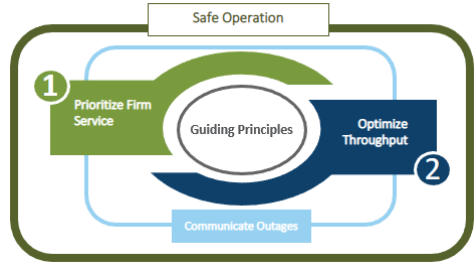 Safe Operation
1
Prioritize Firm
Service
Guiding Principles
Optimize
Throughput
2
Communicate Outages